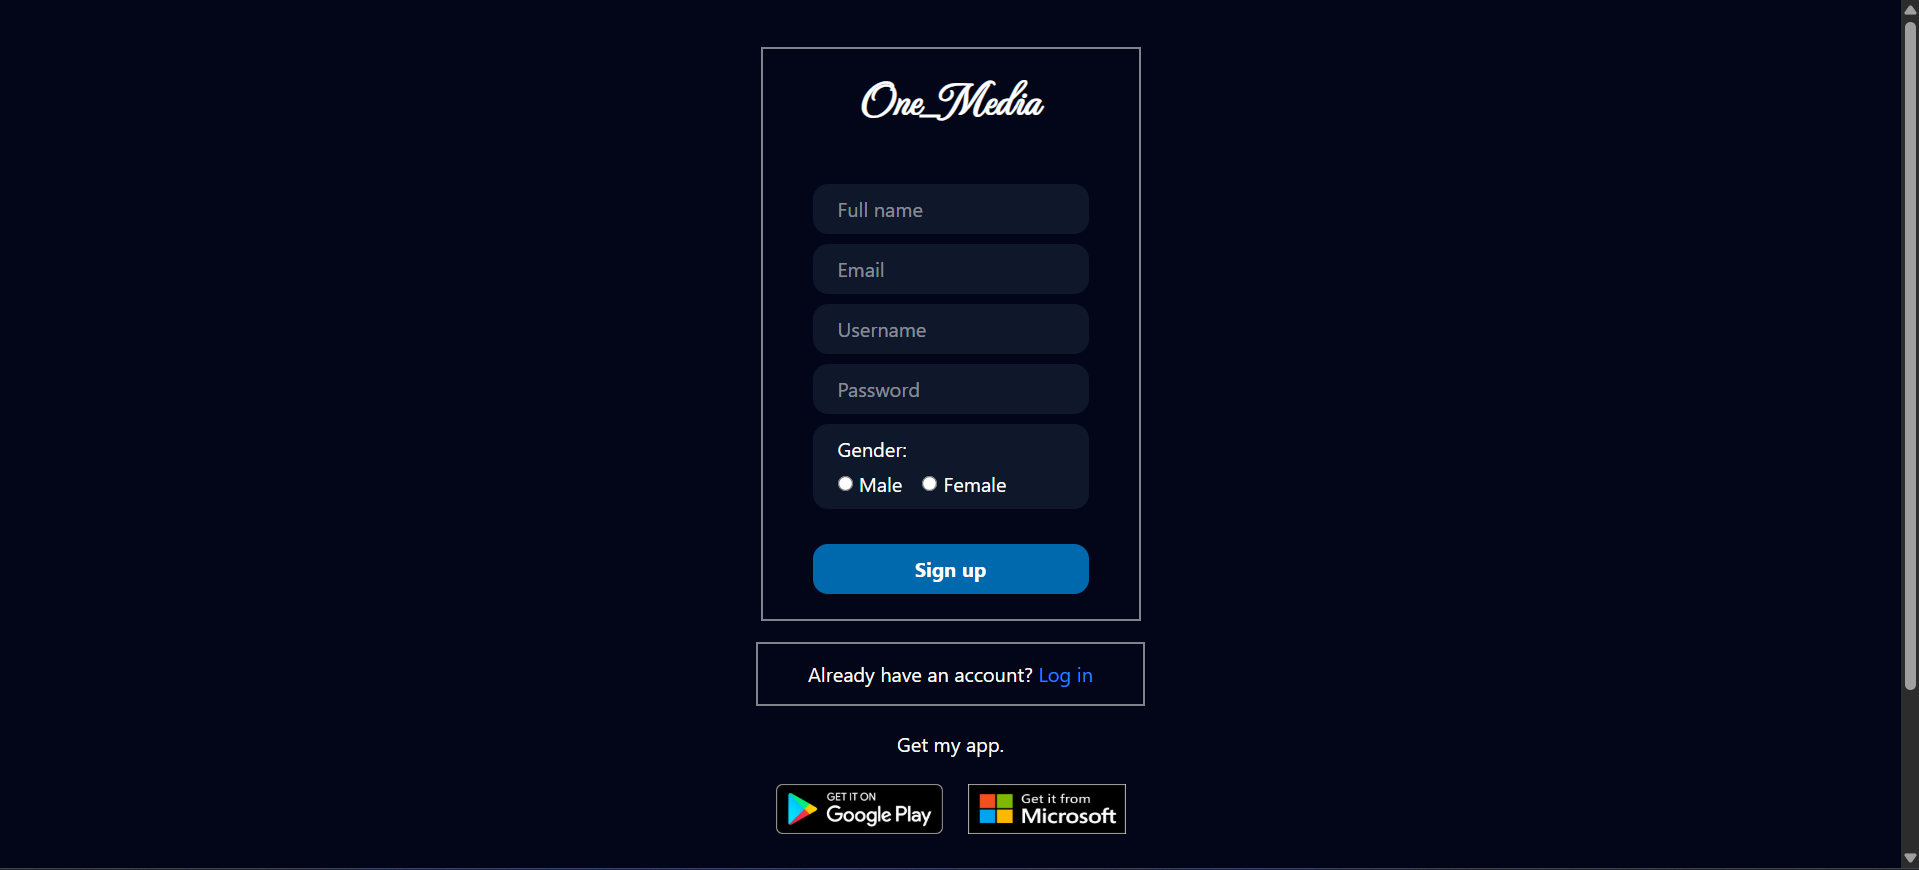 One_Media
Full name
Email
Username
Password
Gender:
Male Female
Sign up
Already have an account? Log in
Get my app.
GET IT ON
Google Play
Get it from
Microsoft